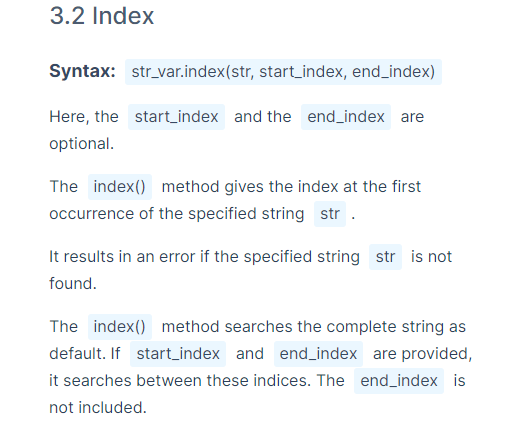 3.2 Index
Syntax: str_var.index(str, start_index, end_index)
Here, the start_index and the end_index are
optional.
The index() method gives the index at the first
occurrence of the specified string str .
It results in an error if the specified string str is not
found.
The index() method searches the complete string as
default. If start_index and end_index are provided,
it searches between these indices. The end_index is
not included.